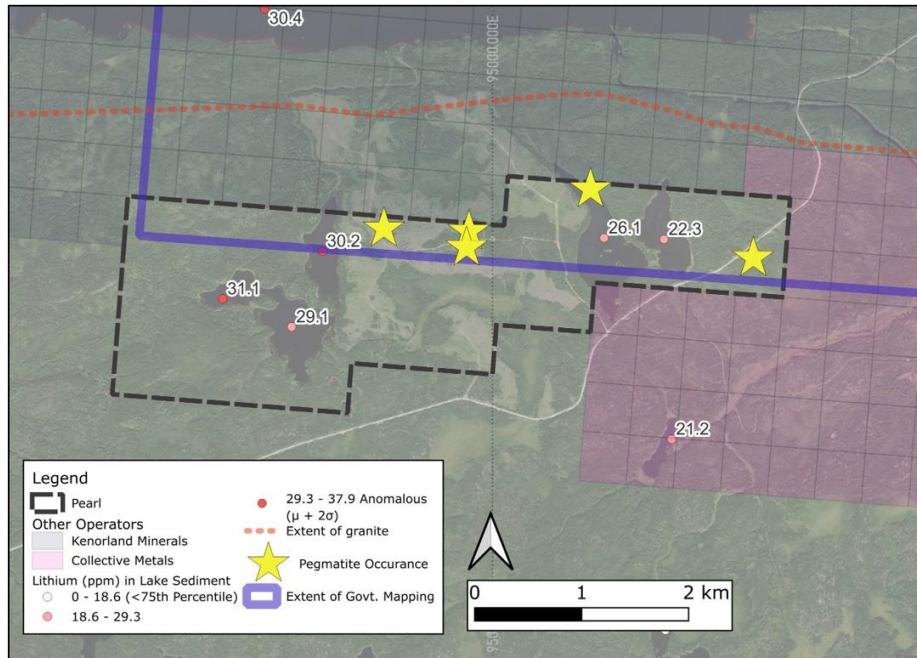 30.4
95000.000E
30.2
26.1
22.3
31.1
29.1
21.2
Legend
Pearl
Other Operators
Kenorland Minerals
Collective Metals
Lithium (ppm) in Lake Sediment
0 - 18.6 (<75th Percentile)
18.6 - 29.3
29.3 - 37.9 Anomalous
(μ + 2σ)
Extent of granite
Pegmatite Occurance
Extent of Govt. Mapping
0 1 2 km